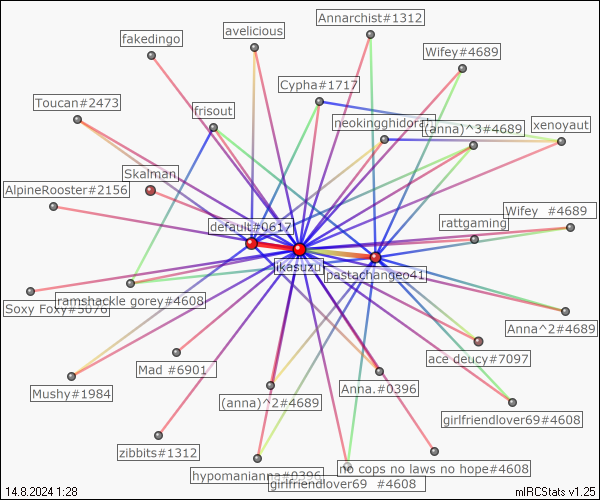 Annarchist#1312
avelicious
fakedingo
Wifey#4689
Cypha#1717
Toucan#2473
frisout
neokingghidorah
(anna)^3#4689
xenoyaut
Skalman
AlpineRooster#2156
Wifey #4689
default#0617
rattgaming
jikasuzu
pastachangeo41
ramshackle gorey#4608
Soxy Foxy#5076
Anna^2#4689
ace deucy#7097
Mad #6901
Anna.#0396
Mushy#1984
(anna)^2#4689
girlfriendlover69#4608
zibbits#1312
no cops no laws no hope#4608
hypomanianna#0396
girlfriendlover69 #4608
14.8.2024 1:28
mIRCStats v1.25